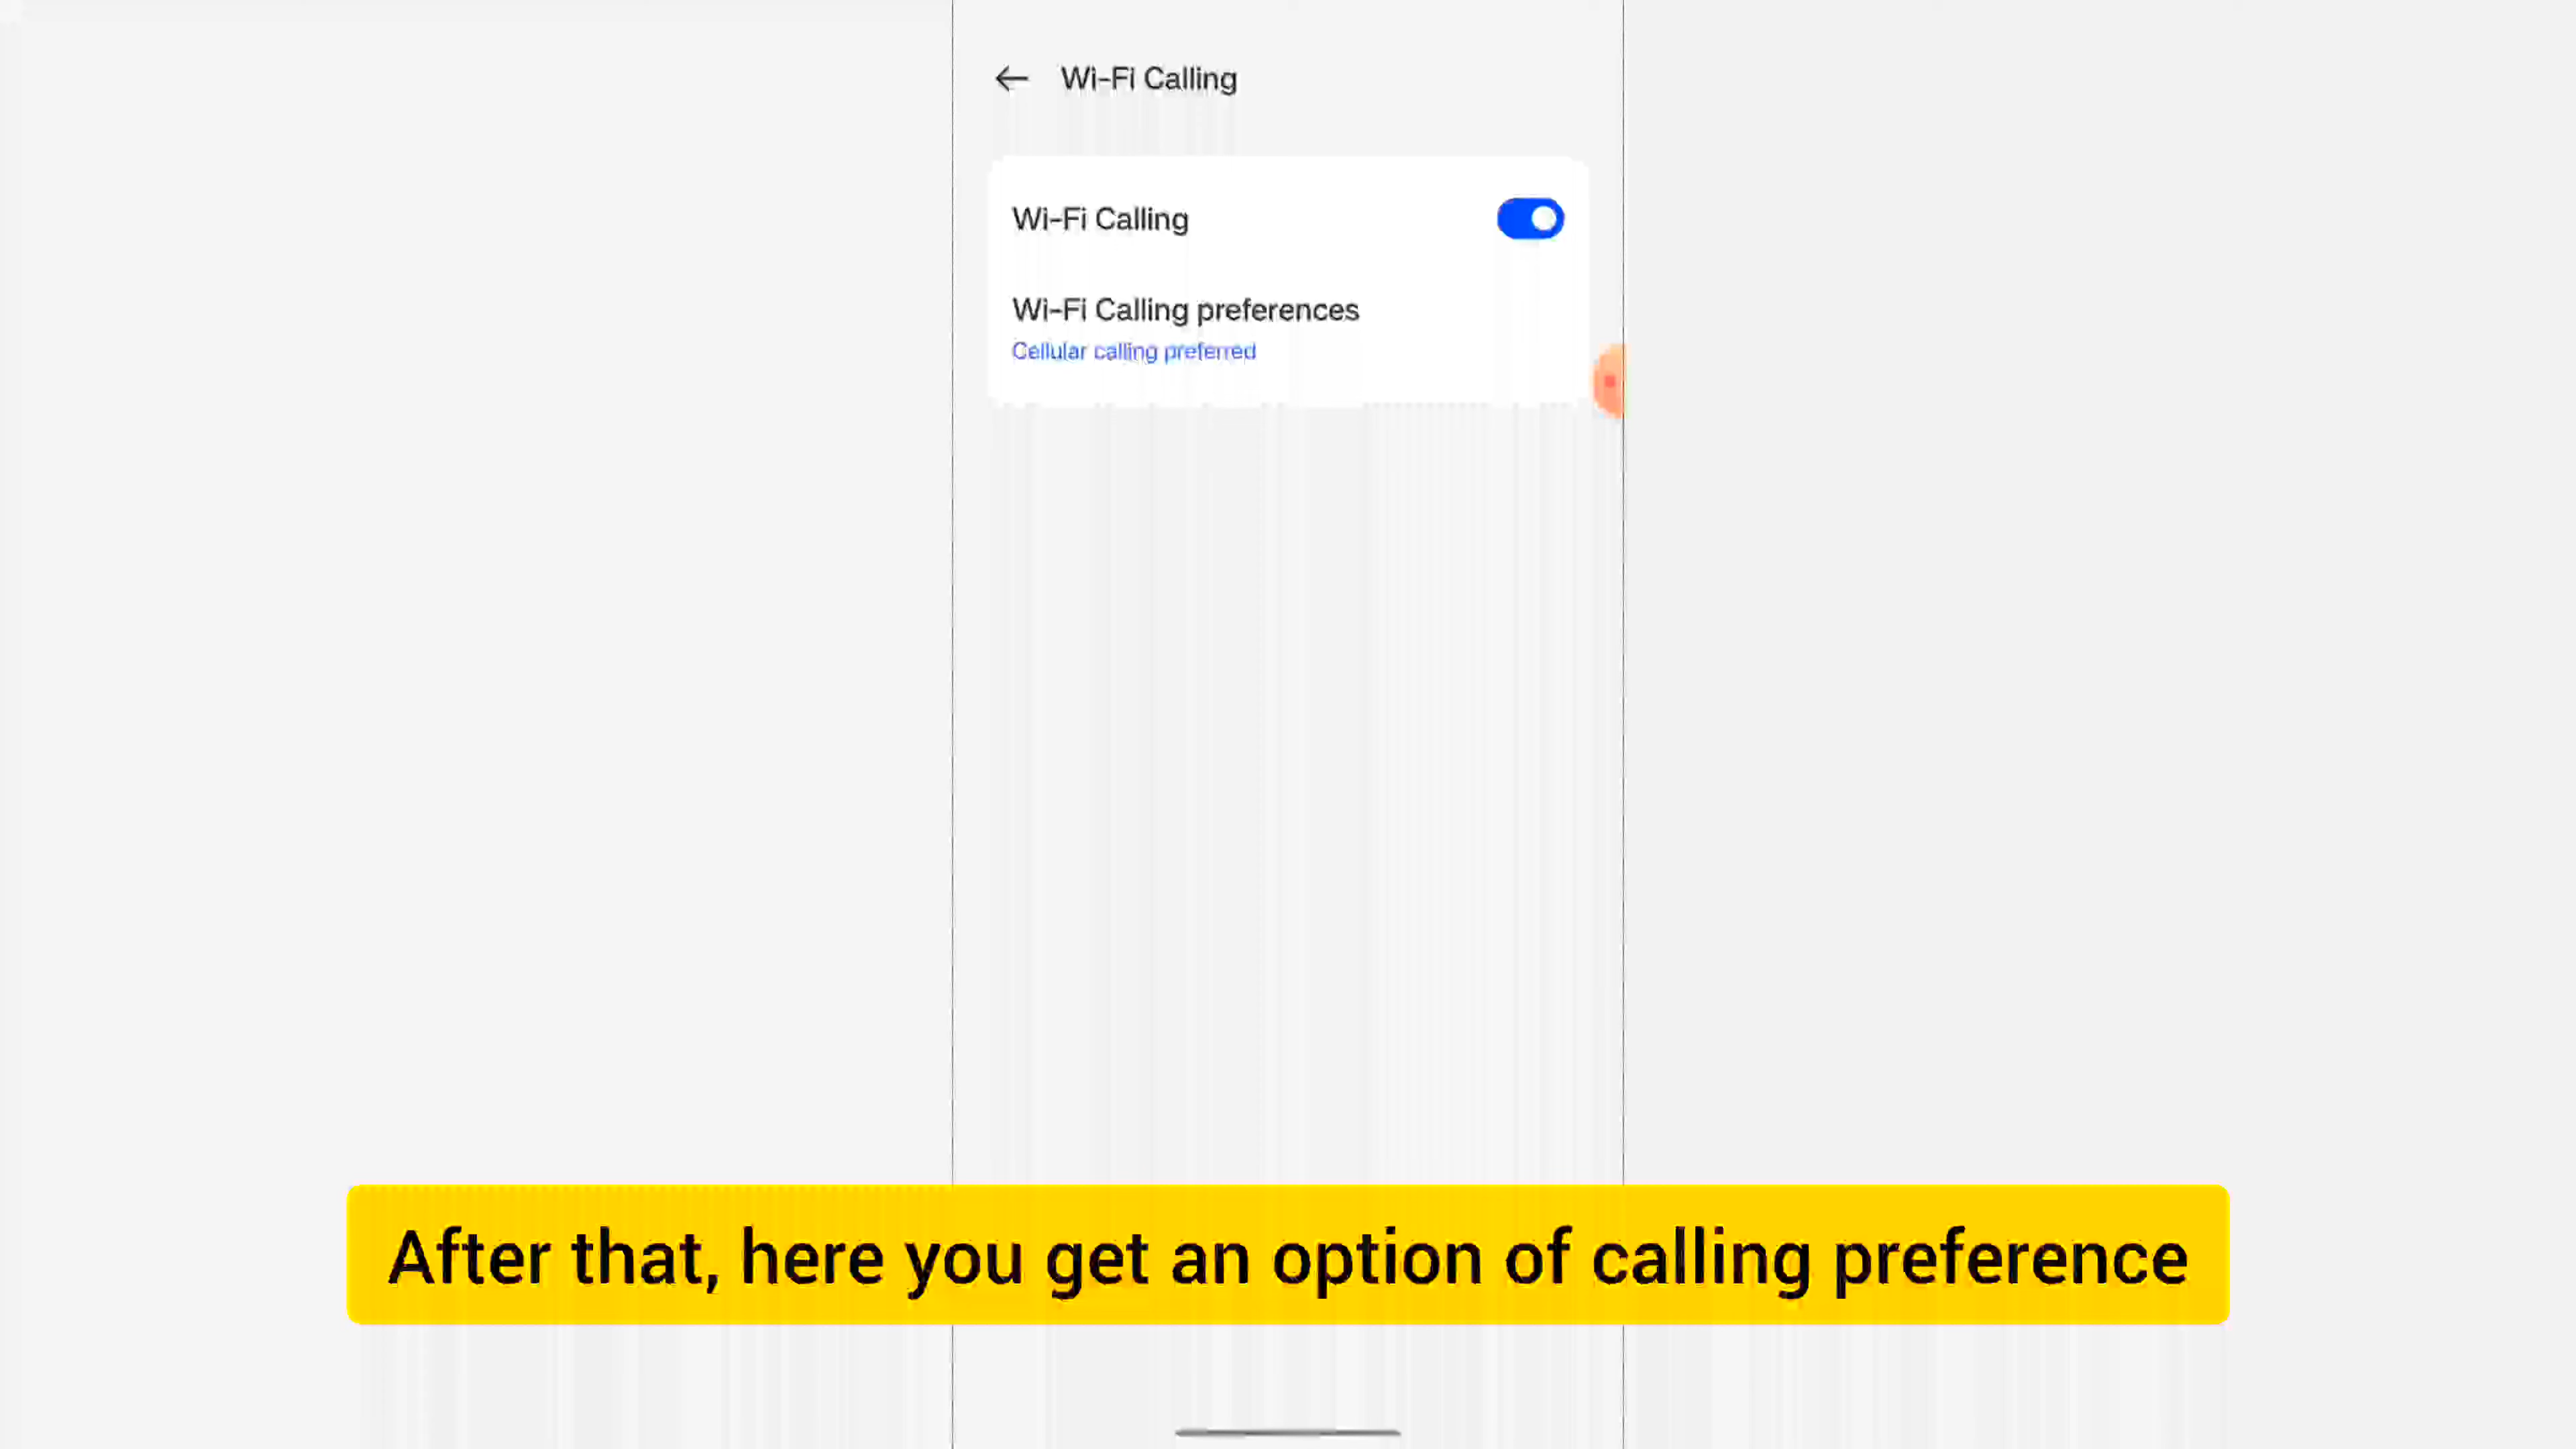 Wi-Fi Calling
Wi-Fi Calling
Wi-Fi Calling preferences
Cellular calling preferred
After that, here you get an option of calling preference